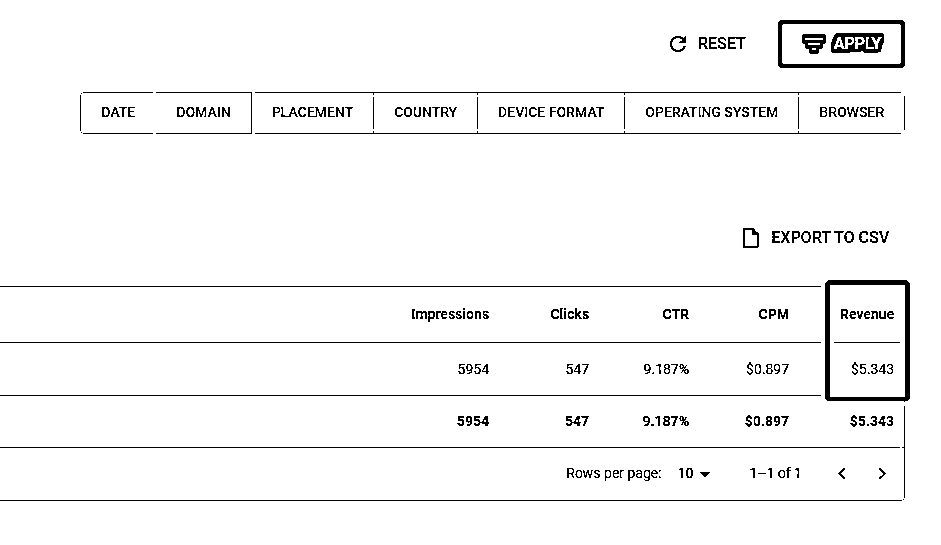 RESET APPLY
DATE DOMAIN PLACEMENT COUNTRY DEVICE FORMAT OPERATING SYSTEM BROWSER
EXPORT TO CSV
Impressions Clicks CTR CPM Revenue
5954 547 9.187% $0.897 $5.343
5954 547 9.187% $0.897 $5.343
Rows per page: 10 1–1 of 1